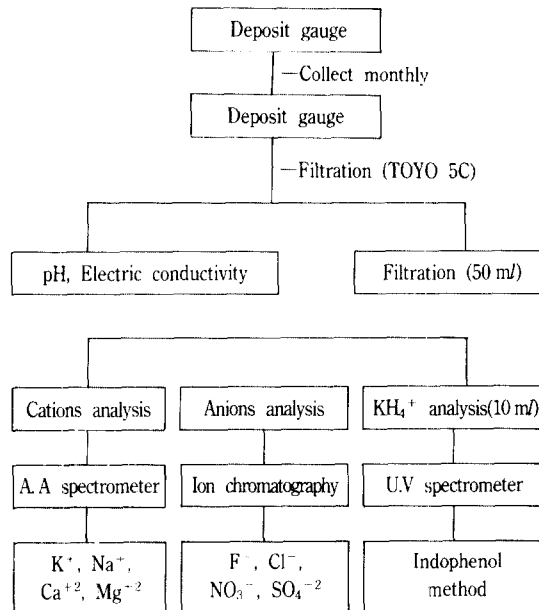 Deposit gauge
—Collect monthly
Deposit gauge
—Filtration (TOYO 5C)
pH, Electric conductivity
Filtration (50 ml)
Cations analysis
Anions analysis
KH₄⁺ analysis(10 ml)
A.A spectrometer
Ion chromatography
U.V spectrometer
K⁺, Na⁺,
Ca⁺², Mg⁺²
F⁻, Cl⁻,
NO₃⁻, SO₄⁻²
Indophenol
method